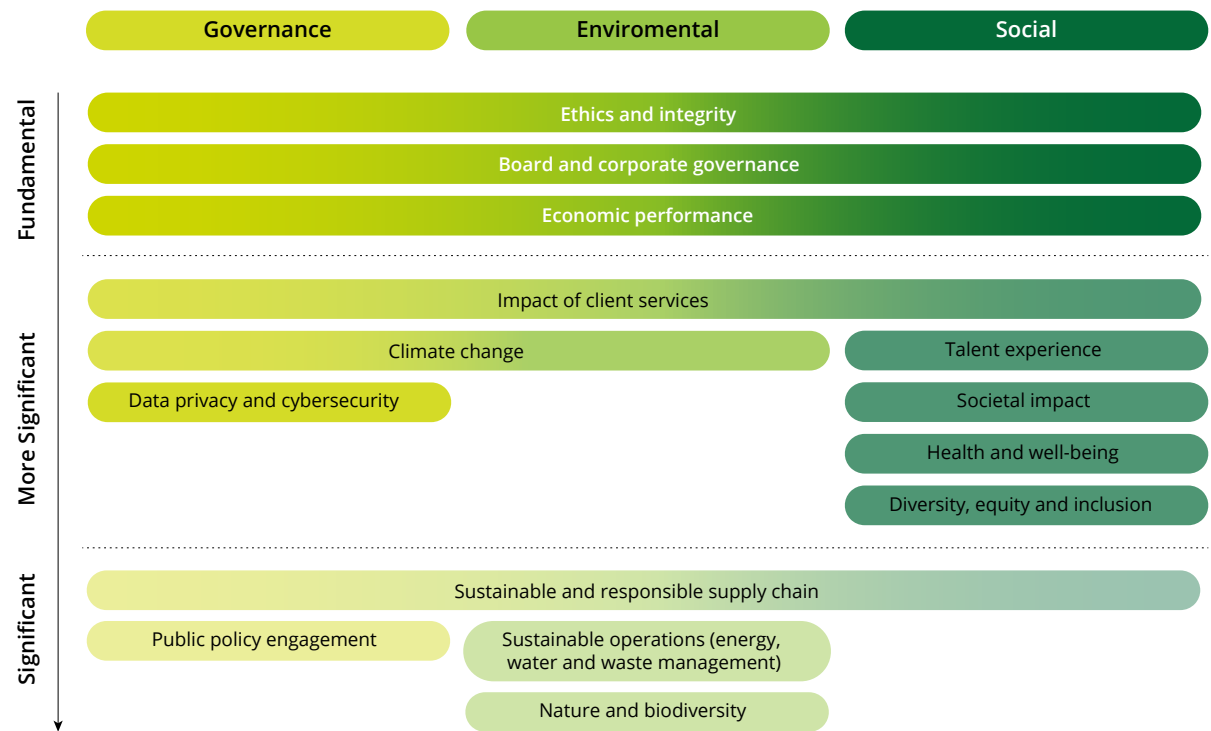 Governance
Enviromental
Social
Fundamental
Ethics and integrity
Board and corporate governance
Economic performance
More Significant
Impact of client services
Climate change
Talent experience
Data privacy and cybersecurity
Societal impact
Health and well-being
Diversity, equity and inclusion
Significant
Sustainable and responsible supply chain
Public policy engagement
Sustainable operations (energy,
water and waste management)
Nature and biodiversity